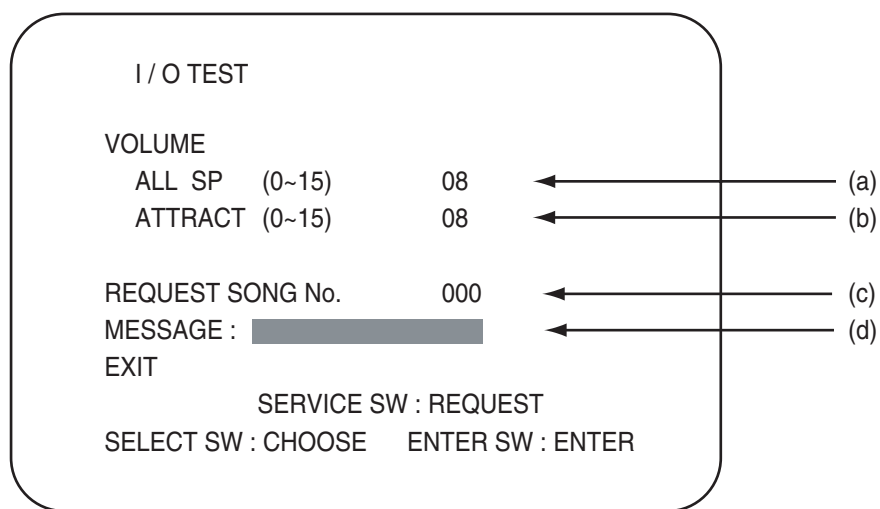 I / O TEST
VOLUME
ALL SP (0~15) 08 (a)
ATTRACT (0~15) 08 (b)
REQUEST SONG No. 000 (c)
MESSAGE : (d)
EXIT
SERVICE SW : REQUEST
SELECT SW : CHOOSE ENTER SW : ENTER